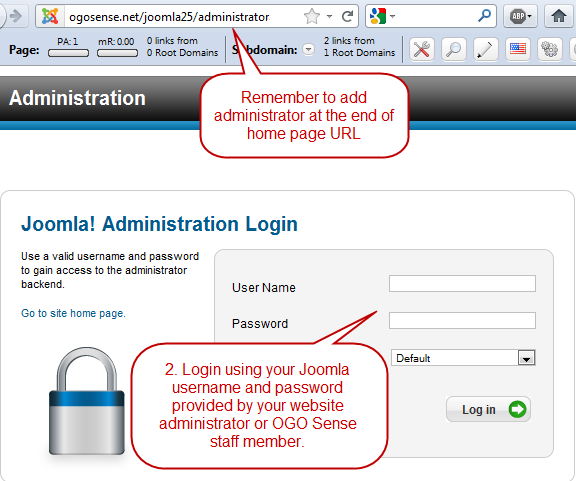 ogosense.net/joomla25/administrator
ABP
Page:
PA: 1
mR: 0.00
0 links from
0 Root Domains
Subdomain:
2 links from
1 Root Domains
Administration
Remember to add
administrator at the end of
home page URL
Joomla! Administration Login
Use a valid username and password
to gain access to the administrator
backend.
Go to site home page.
User Name
Password
Default
Log in
2. Login using your Joomla
username and password
provided by your website
administrator or OGO Sense
staff member.